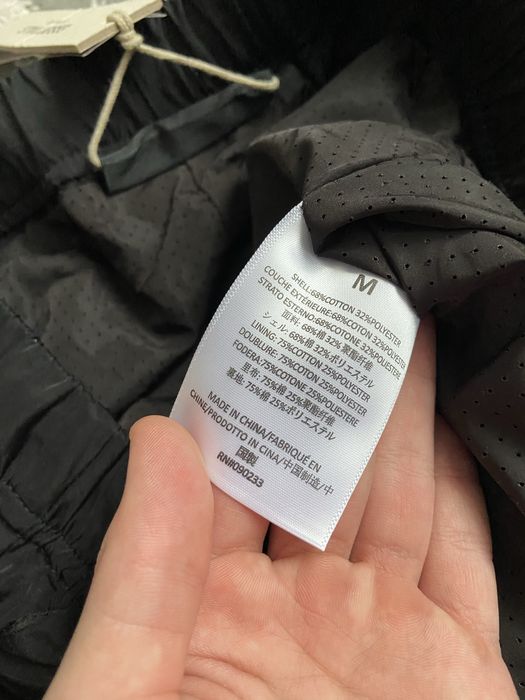 M
SHELL:68%COTTON 32%POLYESTER
COUCHE EXTÉRIEURE:68%COTON 32%POLYESTER
STRATO ESTERNO:68%COTONE 32%POLIESTERE
面料: 68%棉 32%聚酯纤维
シェル: 68%棉 32%ポリエステル
LINING:75%COTTON 25%POLYESTER
DOUBLURE:75%COTON 25%POLYESTER
FODERA:75%COTONE 25%POLIESTERE
里布: 75%棉 25%聚酯纤维
裏地: 75%棉 25%ポリエステル
MADE IN CHINA/FABRIQUÉ EN
CHINE/PRODOTTO IN CINA/中国制造/中
国製
RN#090233